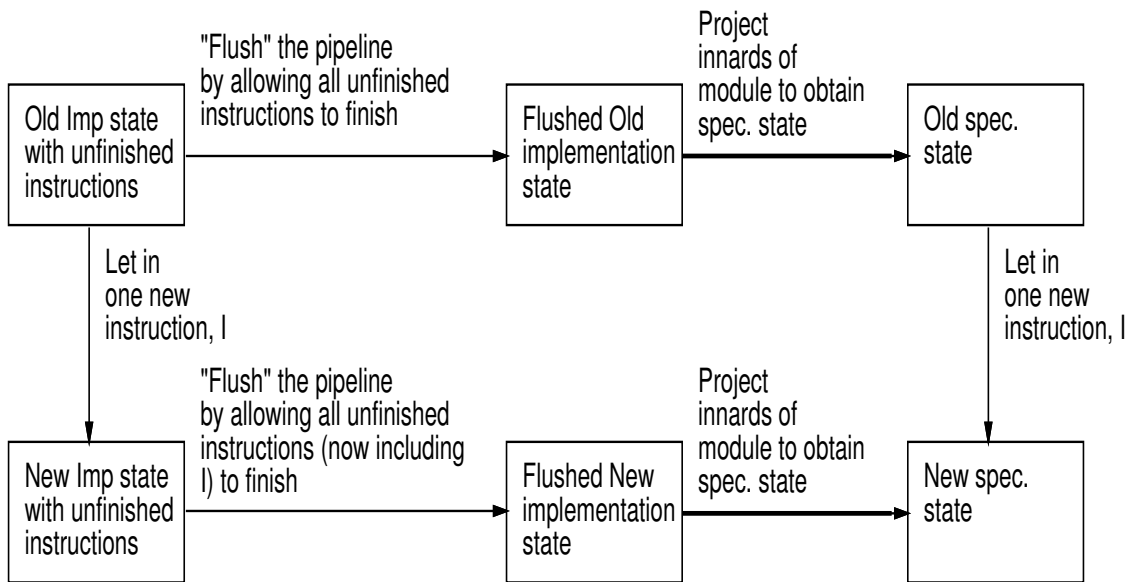 "Flush" the pipeline
by allowing all unfinished
instructions to finish
Project
innards of
module to obtain
spec. state
Old Imp state
with unfinished
instructions
Flushed Old
implementation
state
Old spec.
state
Let in
one new
instruction, I
Let in
one new
instruction, I
"Flush" the pipeline
by allowing all unfinished
instructions (now including
I) to finish
Project
innards of
module to obtain
spec. state
New Imp state
with unfinished
instructions
Flushed New
implementation
state
New spec.
state